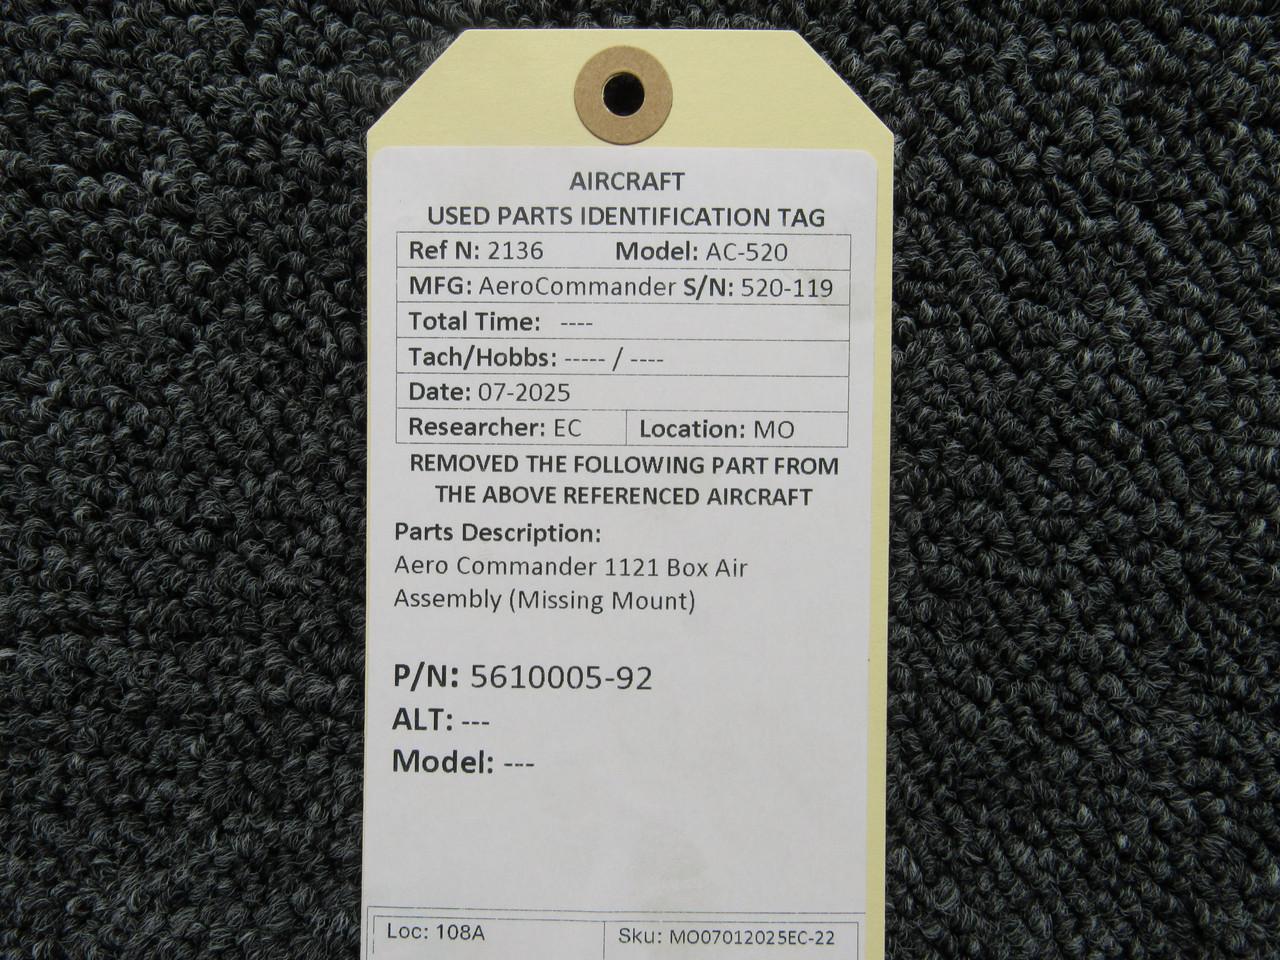 AIRCRAFT
USED PARTS IDENTIFICATION TAG
Ref N: 2136 Model: AC-520
MFG: AeroCommander S/N: 520-119
Total Time: ----
Tach/Hobbs: ----- / ----
Date: 07-2025
Researcher: EC Location: MO
REMOVED THE FOLLOWING PART FROM
THE ABOVE REFERENCED AIRCRAFT
Parts Description:
Aero Commander 1121 Box Air
Assembly (Missing Mount)
P/N: 5610005-92
ALT: ---
Model: ---
Loc: 108A Sku: MO07012025EC-22